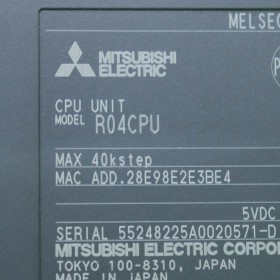 MELSEC
MITSUBISHI
ELECTRIC
CPU UNIT
MODEL R04CPU
MAX 40kstep
MAC ADD.28E98E2E3BE4
5VDC
SERIAL 55248225A0020571-D
MITSUBISHI ELECTRIC CORPO
TOKYO 100-8310, JAPAN
MADE IN JAPAN